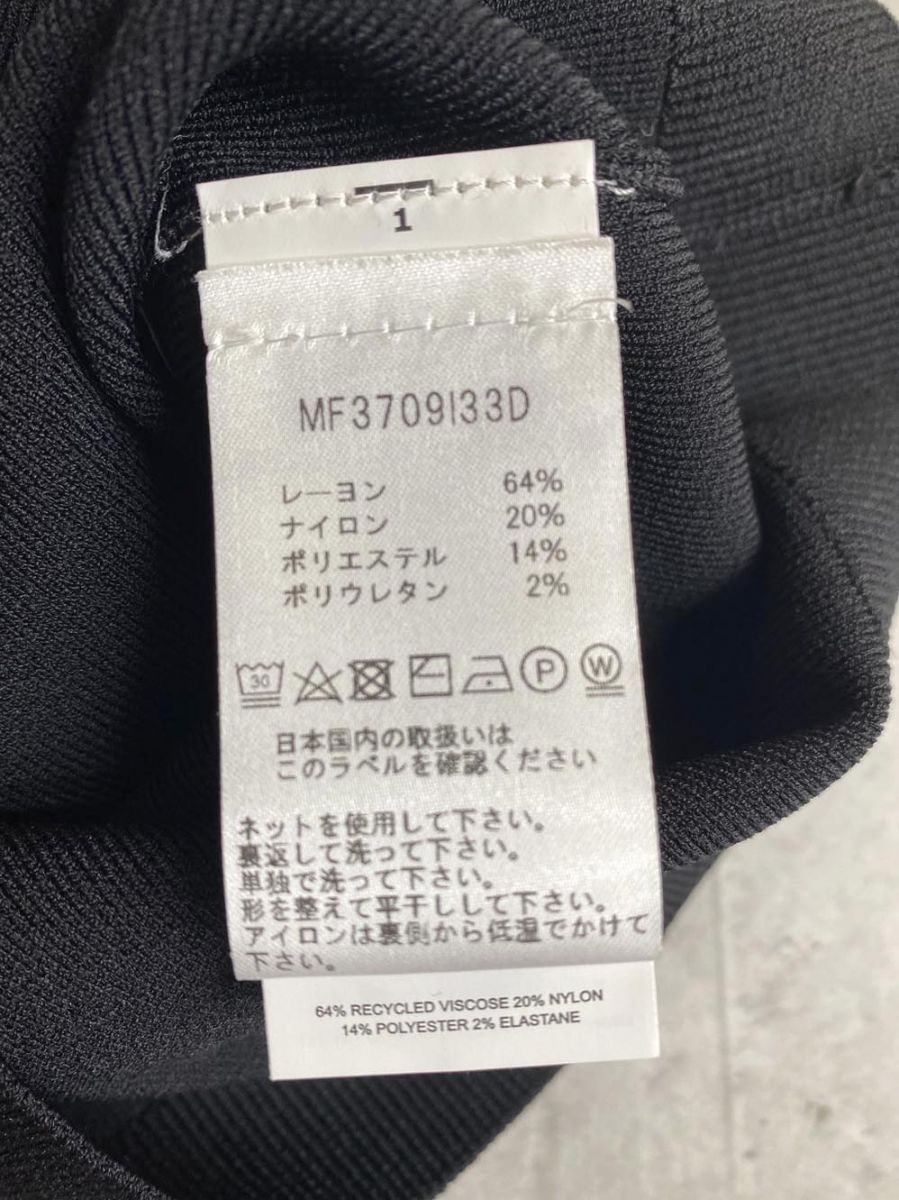 1
MF3709I33D
レーヨン 64%
ナイロン 20%
ポリエステル 14%
ポリウレタン 2%
30 P W
日本国内の取扱いは
このラベルを確認ください
ネットを使用して下さい。
裏返して洗って下さい。
単独で洗って下さい。
形を整えて平干しして下さい。
アイロンは裏側から低温でかけて
下さい。
64% RECYCLED VISCOSE 20% NYLON
14% POLYESTER 2% ELASTANE